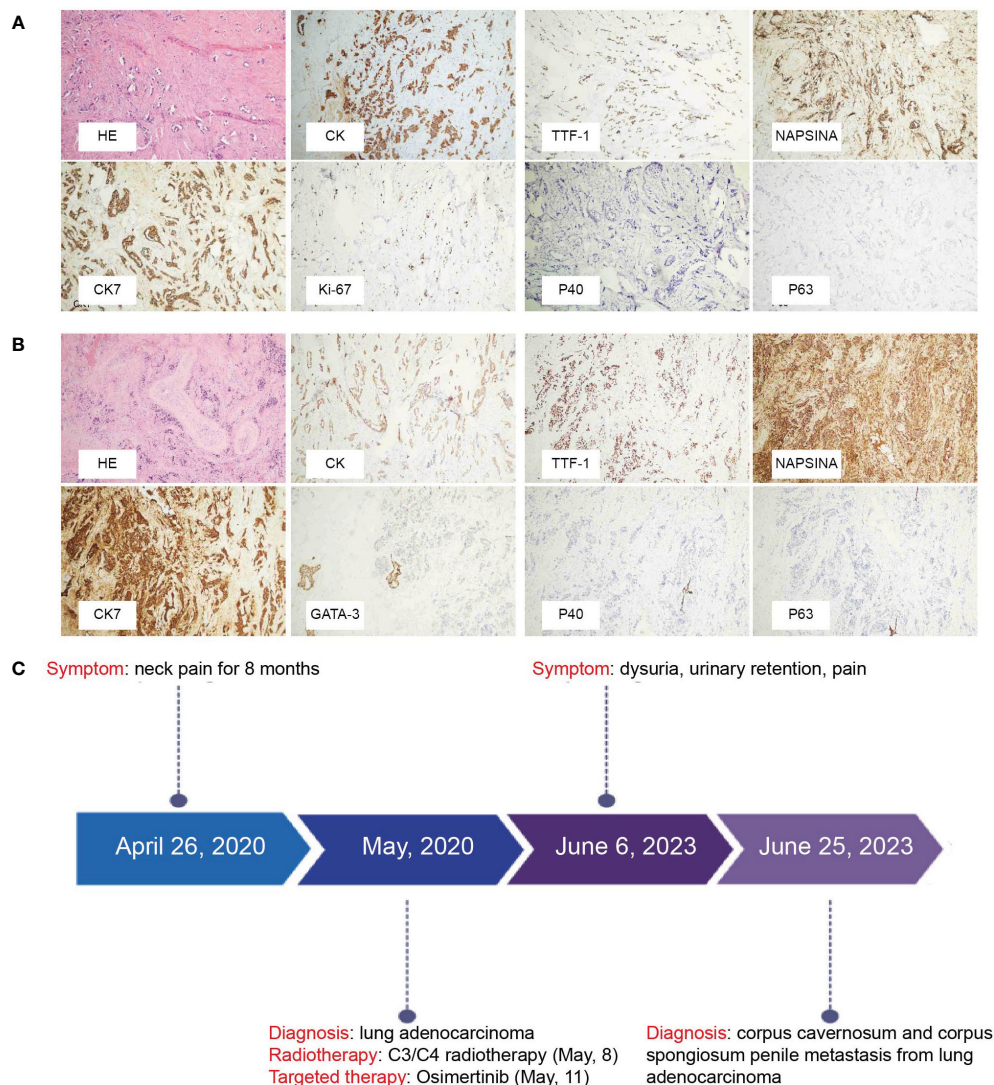 A
HE
CK
TTF-1
NAPSINA
CK7
Ki-67
P40
P63
B
HE
CK
TTF-1
NAPSINA
CK7
GATA-3
P40
P63
C
Symptom: neck pain for 8 months
Symptom: dysuria, urinary retention, pain
April 26, 2020
May, 2020
June 6, 2023
June 25, 2023
Diagnosis: lung adenocarcinoma
Radiotherapy: C3/C4 radiotherapy (May, 8)
Targeted therapy: Osimertinib (May, 11)
Diagnosis: corpus cavernosum and corpus
spongiosum penile metastasis from lung
adenocarcinoma